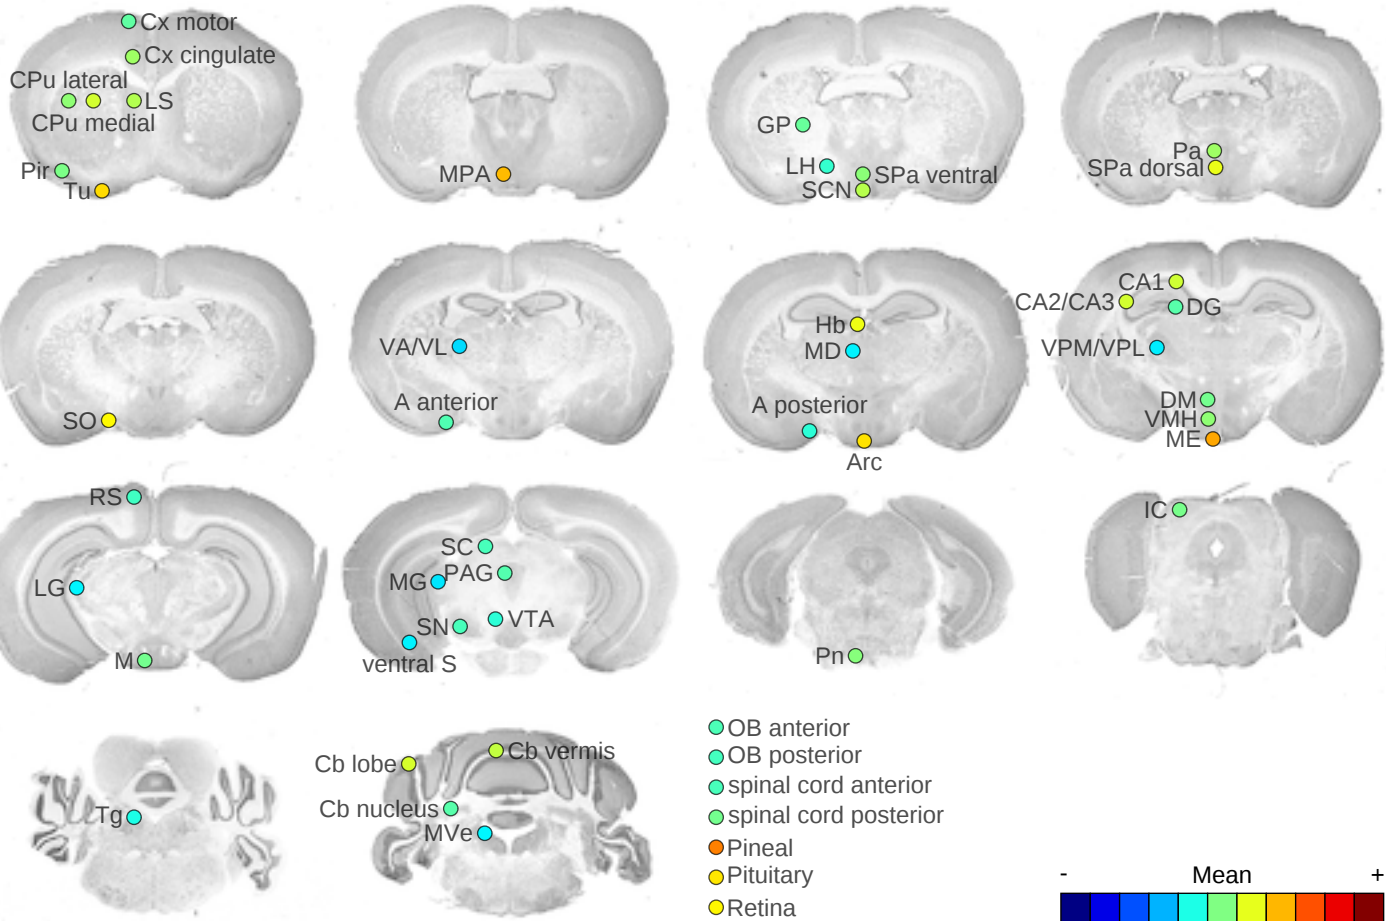 Cx motor
Cx cingulate
CPu lateral
LS
CPu medial
Pir
Tu
MPA
GP
LH
SPa ventral
SCN
Pa
SPa dorsal
SO
VA/VL
A anterior
Hb
MD
A posterior
Arc
CA1
CA2/CA3
DG
VPM/VPL
DM
VMH
ME
RS
LG
M
SC
PAG
MG
VTA
SN
ventral S
Pn
IC
Tg
Cb vermis
Cb lobe
Cb nucleus
MVe
OB anterior
OB posterior
spinal cord anterior
spinal cord posterior
Pineal
Pituitary
Retina
- Mean +